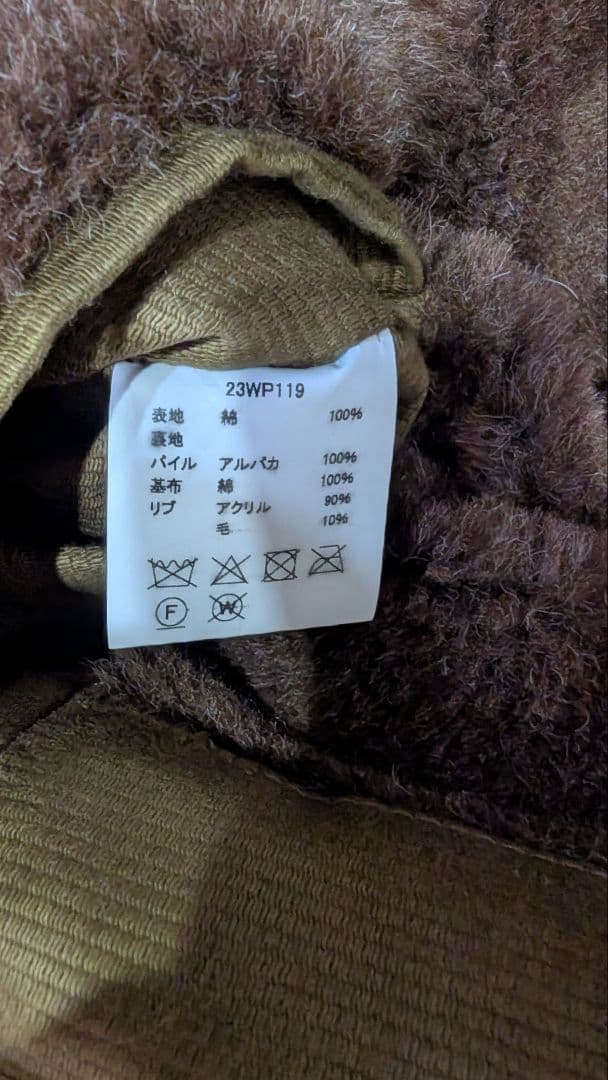 23WP119
表地 綿 100%
裏地
パイル アルパカ 100%
基布 綿 100%
リブ アクリル 90%
毛 10%
F W